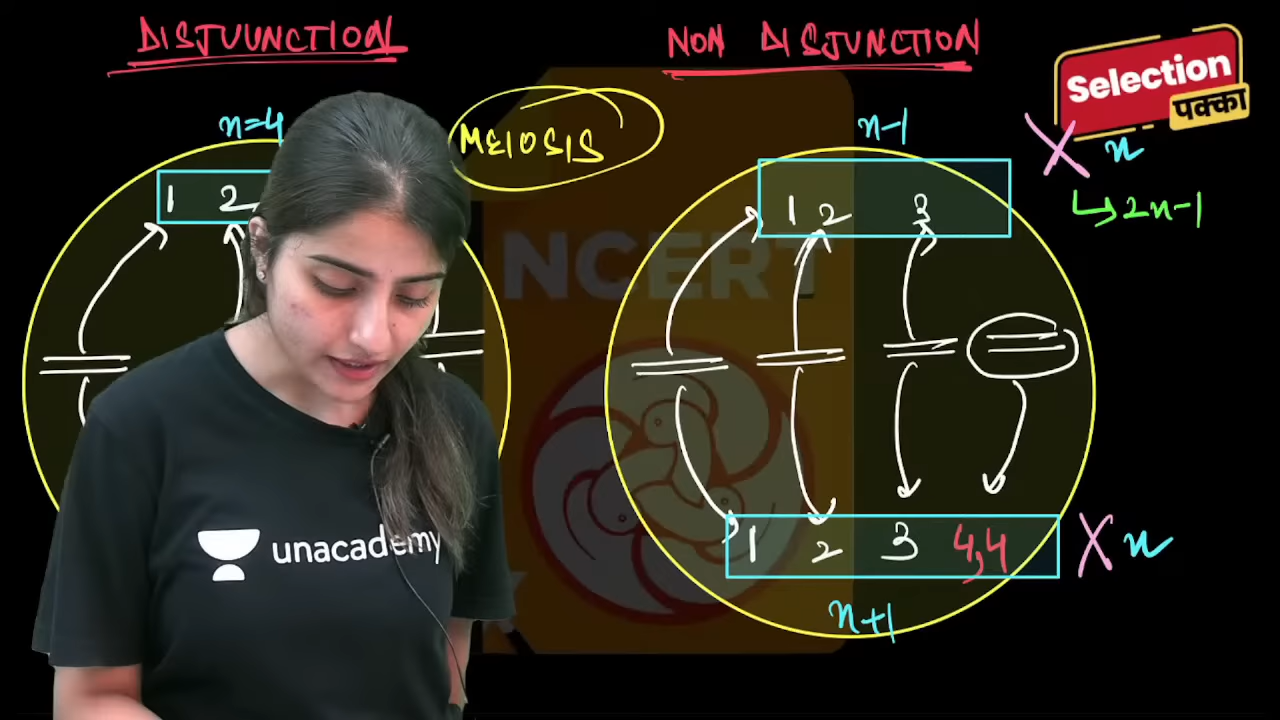 DISJUUNCTION
NON DISJUNCTION
Selection
पक्का
n=4
MEIOSIS
n-1
X n
1 2
1 2 3
↳ 2n-1
NCERT
unacademy
1 2 3 4,4
X n
n+1